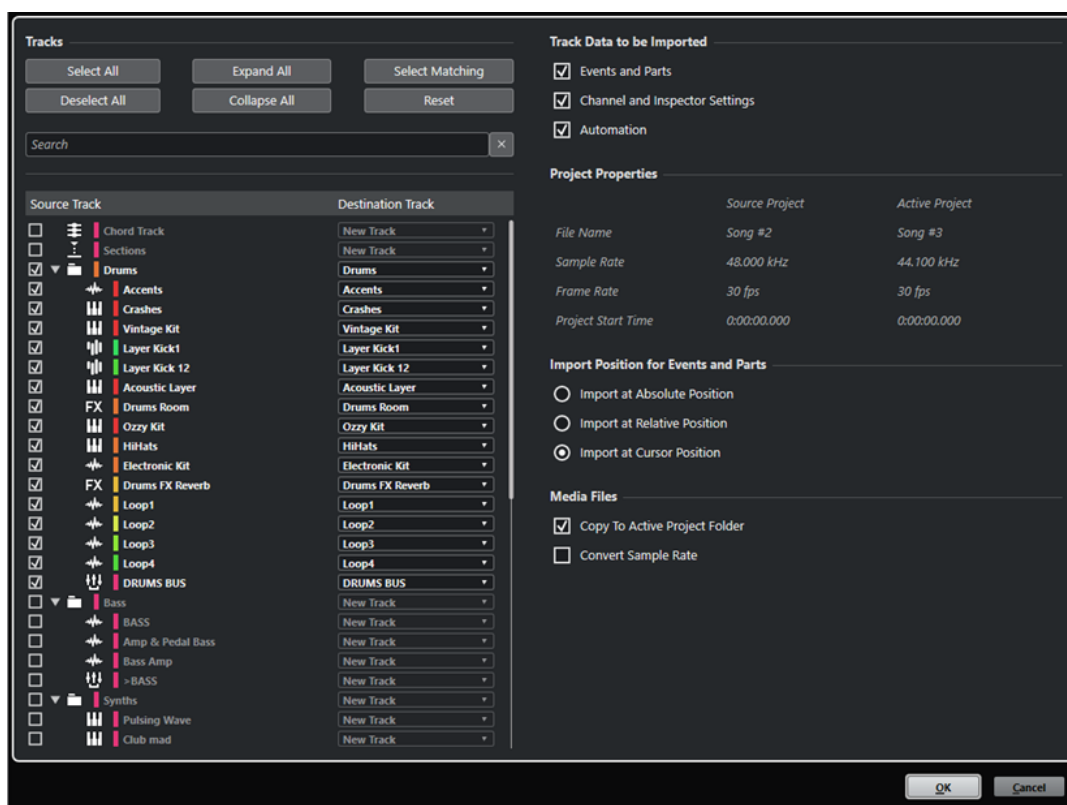 Tracks
Select All Expand All Select Matching
Deselect All Collapse All Reset
Search
Source Track Destination Track
Chord Track New Track
Sections New Track
Drums Drums
Accents Accents
Crashes Crashes
Vintage Kit Vintage Kit
Layer Kick1 Layer Kick1
Layer Kick 12 Layer Kick 12
Acoustic Layer Acoustic Layer
FX Drums Room Drums Room
Ozzy Kit Ozzy Kit
HiHats HiHats
Electronic Kit Electronic Kit
FX Drums FX Reverb Drums FX Reverb
Loop1 Loop1
Loop2 Loop2
Loop3 Loop3
Loop4 Loop4
DRUMS BUS DRUMS BUS
Bass New Track
BASS New Track
Amp & Pedal Bass New Track
Bass Amp New Track
>BASS New Track
Synths New Track
Pulsing Wave New Track
Club mad New Track
Track Data to be Imported
Events and Parts
Channel and Inspector Settings
Automation
Project Properties
Source Project Active Project
File Name Song #2 Song #3
Sample Rate 48.000 kHz 44.100 kHz
Frame Rate 30 fps 30 fps
Project Start Time 0:00:00.000 0:00:00.000
Import Position for Events and Parts
Import at Absolute Position
Import at Relative Position
Import at Cursor Position
Media Files
Copy To Active Project Folder
Convert Sample Rate
OK Cancel